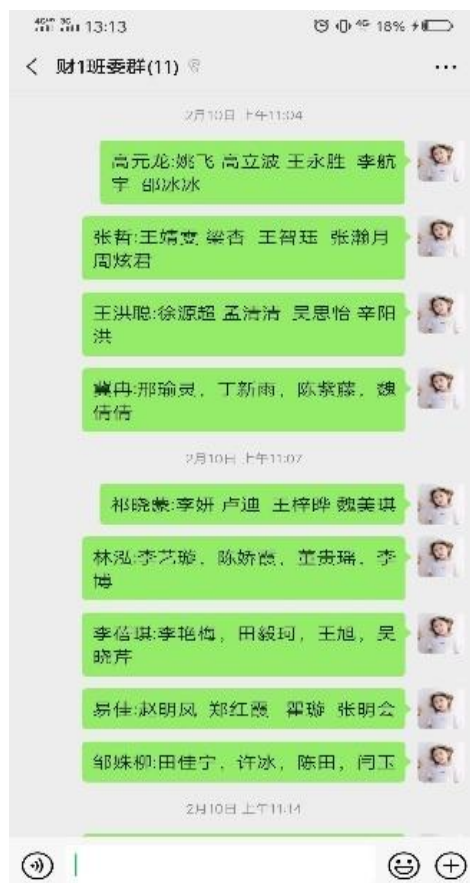 13:13
18%
财1班委群(11)
2月10日 上午11:04
高元龙:姚飞 高立波 王永胜 李航
宇 邵冰冰
张哲:王婧雯 梁杏 王智珏 张瀚月
周炫君
王洪聪:徐源超 孟清清 吴思怡 辛阳
洪
冀冉:邢瑜灵，丁新雨，陈紫藤，魏
倩倩
2月10日 上午11:07
祁晓蒙:李妍 卢迪 王梓晔 魏美琪
林泓:李艺璇，陈娇霞，董贵瑶，李
博
李蓓琪:李艳梅，田毅珂，王旭，吴
晓芹
易佳:赵明凤 郑红霞 翟璇 张明会
邹姝柳:田佳宁，许冰，陈田，闫玉
2月10日 上午11:14